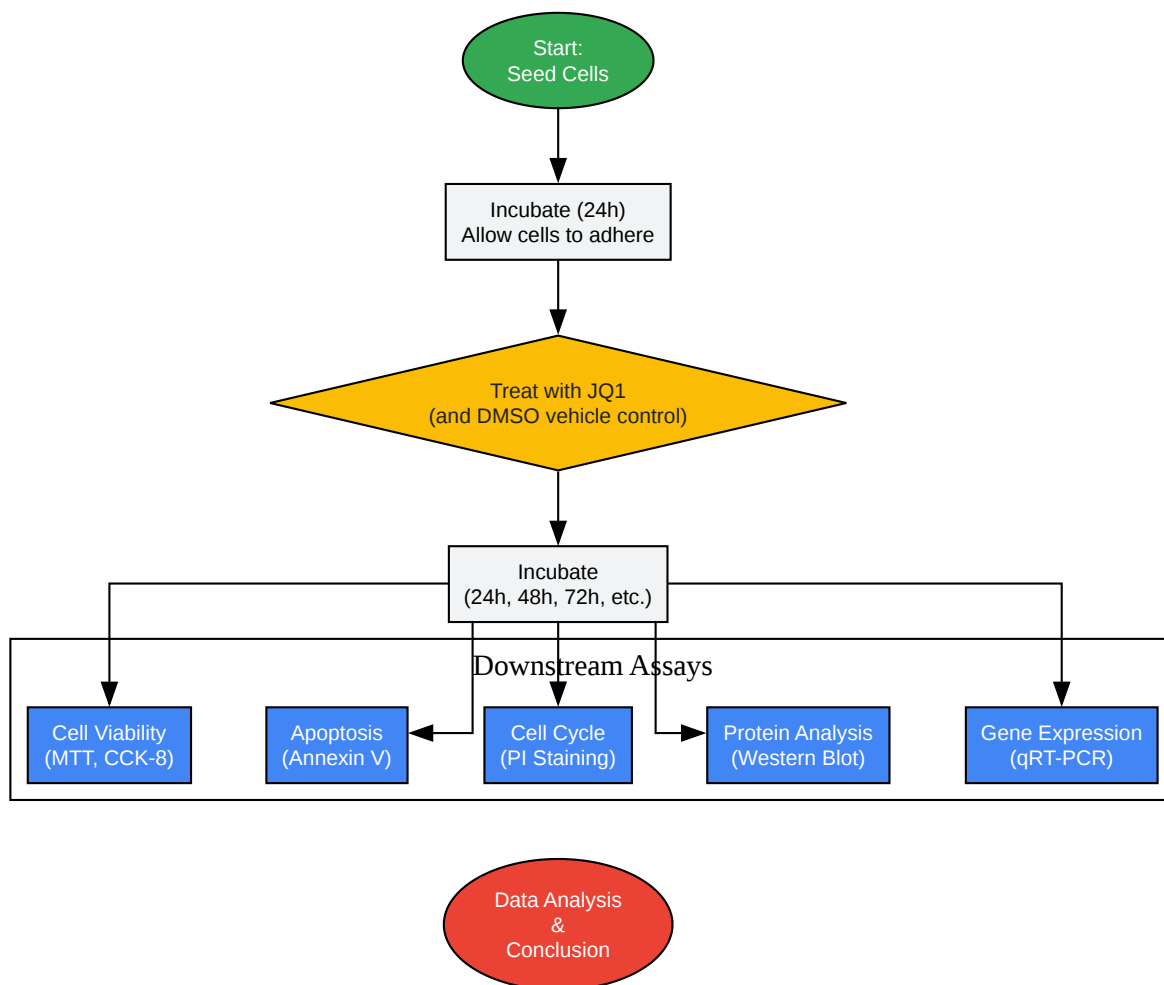 Start:
Seed Cells
Incubate (24h)
Allow cells to adhere
Treat with JQ1
(and DMSO vehicle control)
Incubate
(24h, 48h, 72h, etc.)
Downstream Assays
Cell Viability
(MTT, CCK-8)
Apoptosis
(Annexin V)
Cell Cycle
(PI Staining)
Protein Analysis
(Western Blot)
Gene Expression
(qRT-PCR)
Data Analysis
&
Conclusion